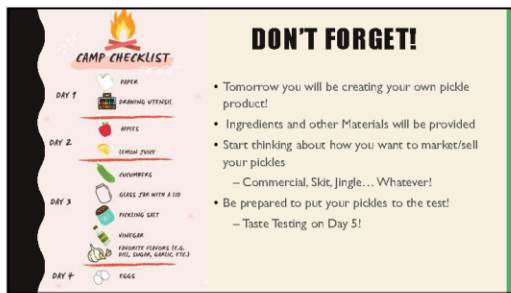 CAMP CHECKLIST
DAY 1
PAPER
DRAWING UTENSIL
DAY 2
APPLES
LEMON JUICE
DAY 3
CUCUMBERS
GLASS JAR WITH A LID
PICKLING SALT
VINEGAR
FAVORITE FLAVORS (E.G.
DILL, SUGAR, GARLIC, ETC.)
DAY 4
EGGS
DON'T FORGET!
• Tomorrow you will be creating your own pickle
product!
• Ingredients and other Materials will be provided
• Start thinking about how you want to market/sell
your pickles
– Commercial, Skit, Jingle… Whatever!
• Be prepared to put your pickles to the test!
– Taste Testing on Day 5!